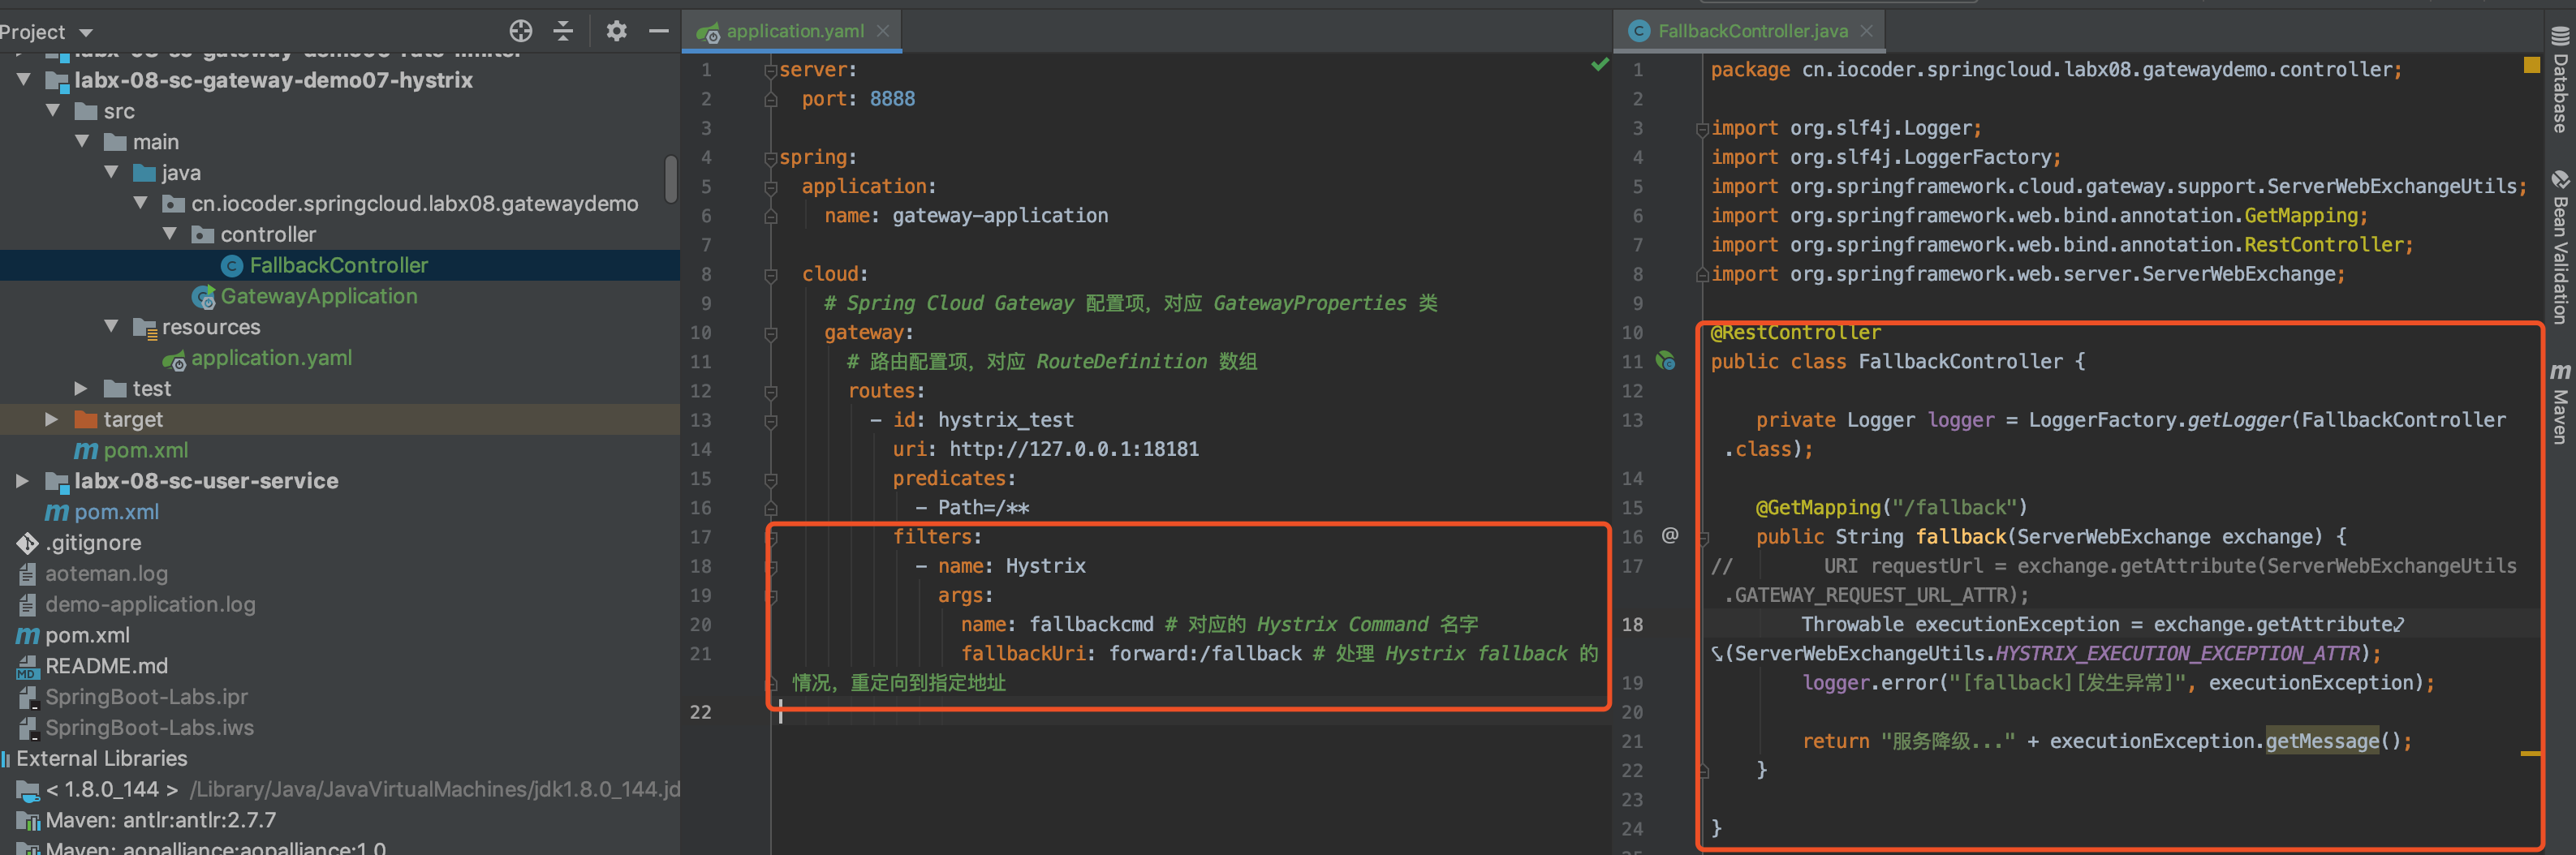 Project
labx-08-sc-gateway-demo07-hystrix
src
main
java
cn.iocoder.springcloud.labx08.gatewaydemo
controller
FallbackController
GatewayApplication
resources
application.yaml
test
target
pom.xml
labx-08-sc-user-service
pom.xml
.gitignore
aoteman.log
demo-application.log
pom.xml
README.md
SpringBoot-Labs.ipr
SpringBoot-Labs.iws
External Libraries
< 1.8.0_144 > /Library/Java/JavaVirtualMachines/jdk1.8.0_144.jd
Maven: antlr:antlr:2.7.7
Maven: aopalliance:aopalliance:1.0
application.yaml
1 server:
2 port: 8888
3
4 spring:
5 application:
6 name: gateway-application
7
8 cloud:
9 # Spring Cloud Gateway 配置项，对应 GatewayProperties 类
10 gateway:
11 # 路由配置项，对应 RouteDefinition 数组
12 routes:
13 - id: hystrix_test
14 uri: http://127.0.0.1:18181
15 predicates:
16 - Path=/**
17 filters:
18 - name: Hystrix
19 args:
20 name: fallbackcmd # 对应的 Hystrix Command 名字
21 fallbackUri: forward:/fallback # 处理 Hystrix fallback 的
情况，重定向到指定地址
22
FallbackController.java
1 package cn.iocoder.springcloud.labx08.gatewaydemo.controller;
2
3 import org.slf4j.Logger;
4 import org.slf4j.LoggerFactory;
5 import org.springframework.cloud.gateway.support.ServerWebExchangeUtils;
6 import org.springframework.web.bind.annotation.GetMapping;
7 import org.springframework.web.bind.annotation.RestController;
8 import org.springframework.web.server.ServerWebExchange;
9
10 @RestController
11 public class FallbackController {
12
13 private Logger logger = LoggerFactory.getLogger(FallbackController
.class);
14
15 @GetMapping("/fallback")
16 @ public String fallback(ServerWebExchange exchange) {
17 // URI requestUrl = exchange.getAttribute(ServerWebExchangeUtils
.GATEWAY_REQUEST_URL_ATTR);
18 Throwable executionException = exchange.getAttribute
(ServerWebExchangeUtils.HYSTRIX_EXECUTION_EXCEPTION_ATTR);
19 logger.error("[fallback][发生异常]", executionException);
20
21 return "服务降级..." + executionException.getMessage();
22 }
23
24 }
Database
Bean Validation
Maven